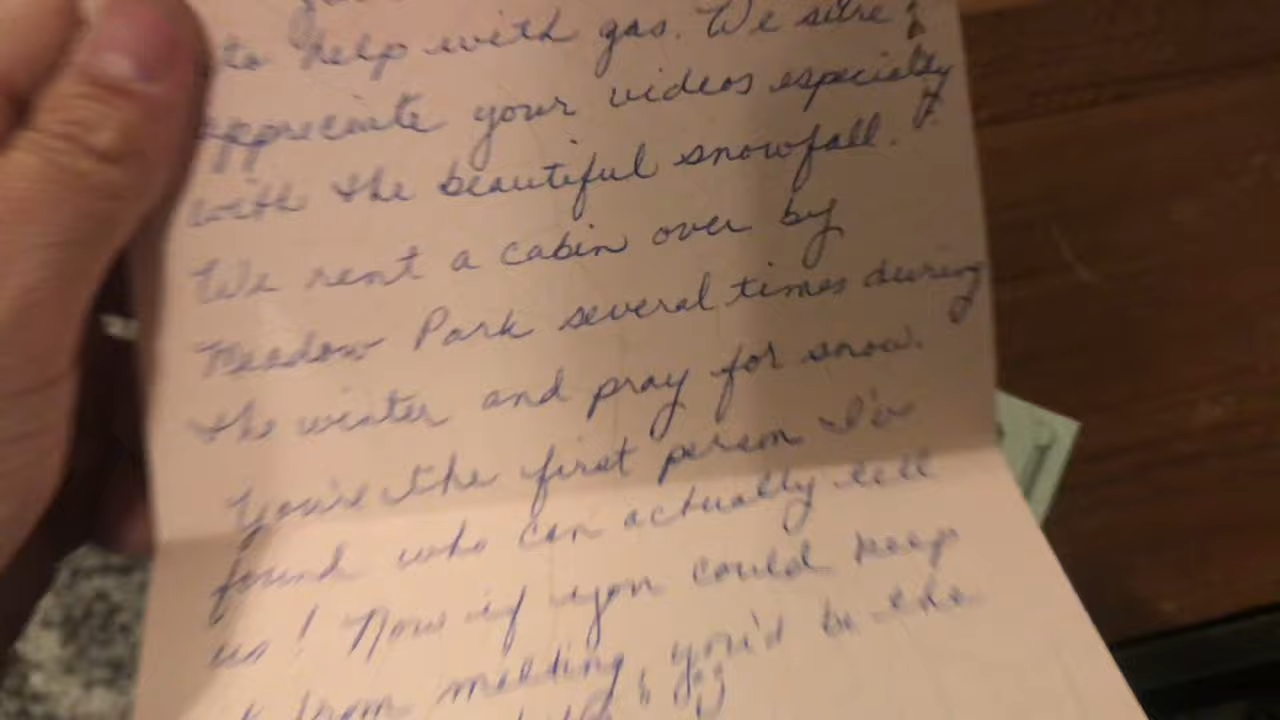 to help with gas. We sure
appreciate your videos especially
with the beautiful snowfall.
We rent a cabin over by
Meadow Park several times during
the winter and pray for snow.
You're the first person I've
found who can actually tell
us! Now if you could keep
it from melting, you'd be the